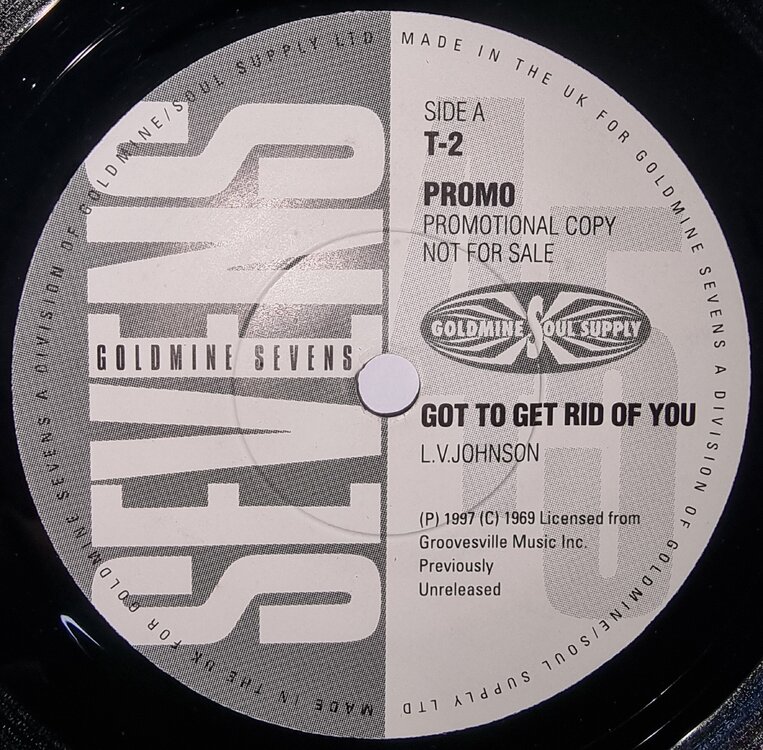 MADE IN THE UK FOR GOLDMINE SEVENS A DIVISION OF GOLDMINE/SOUL SUPPLY LTD
MADE IN THE UK FOR GOLDMINE SEVENS A DIVISION OF GOLDMINE/SOUL SUPPLY LTD
SEVENS
GOLDMINE SEVENS
SIDE A
T-2
PROMO
PROMOTIONAL COPY
NOT FOR SALE
GOLDMINE SOUL SUPPLY
GOT TO GET RID OF YOU
L.V.JOHNSON
(P) 1997 (C) 1969 Licensed from
Groovesville Music Inc.
Previously
Unreleased